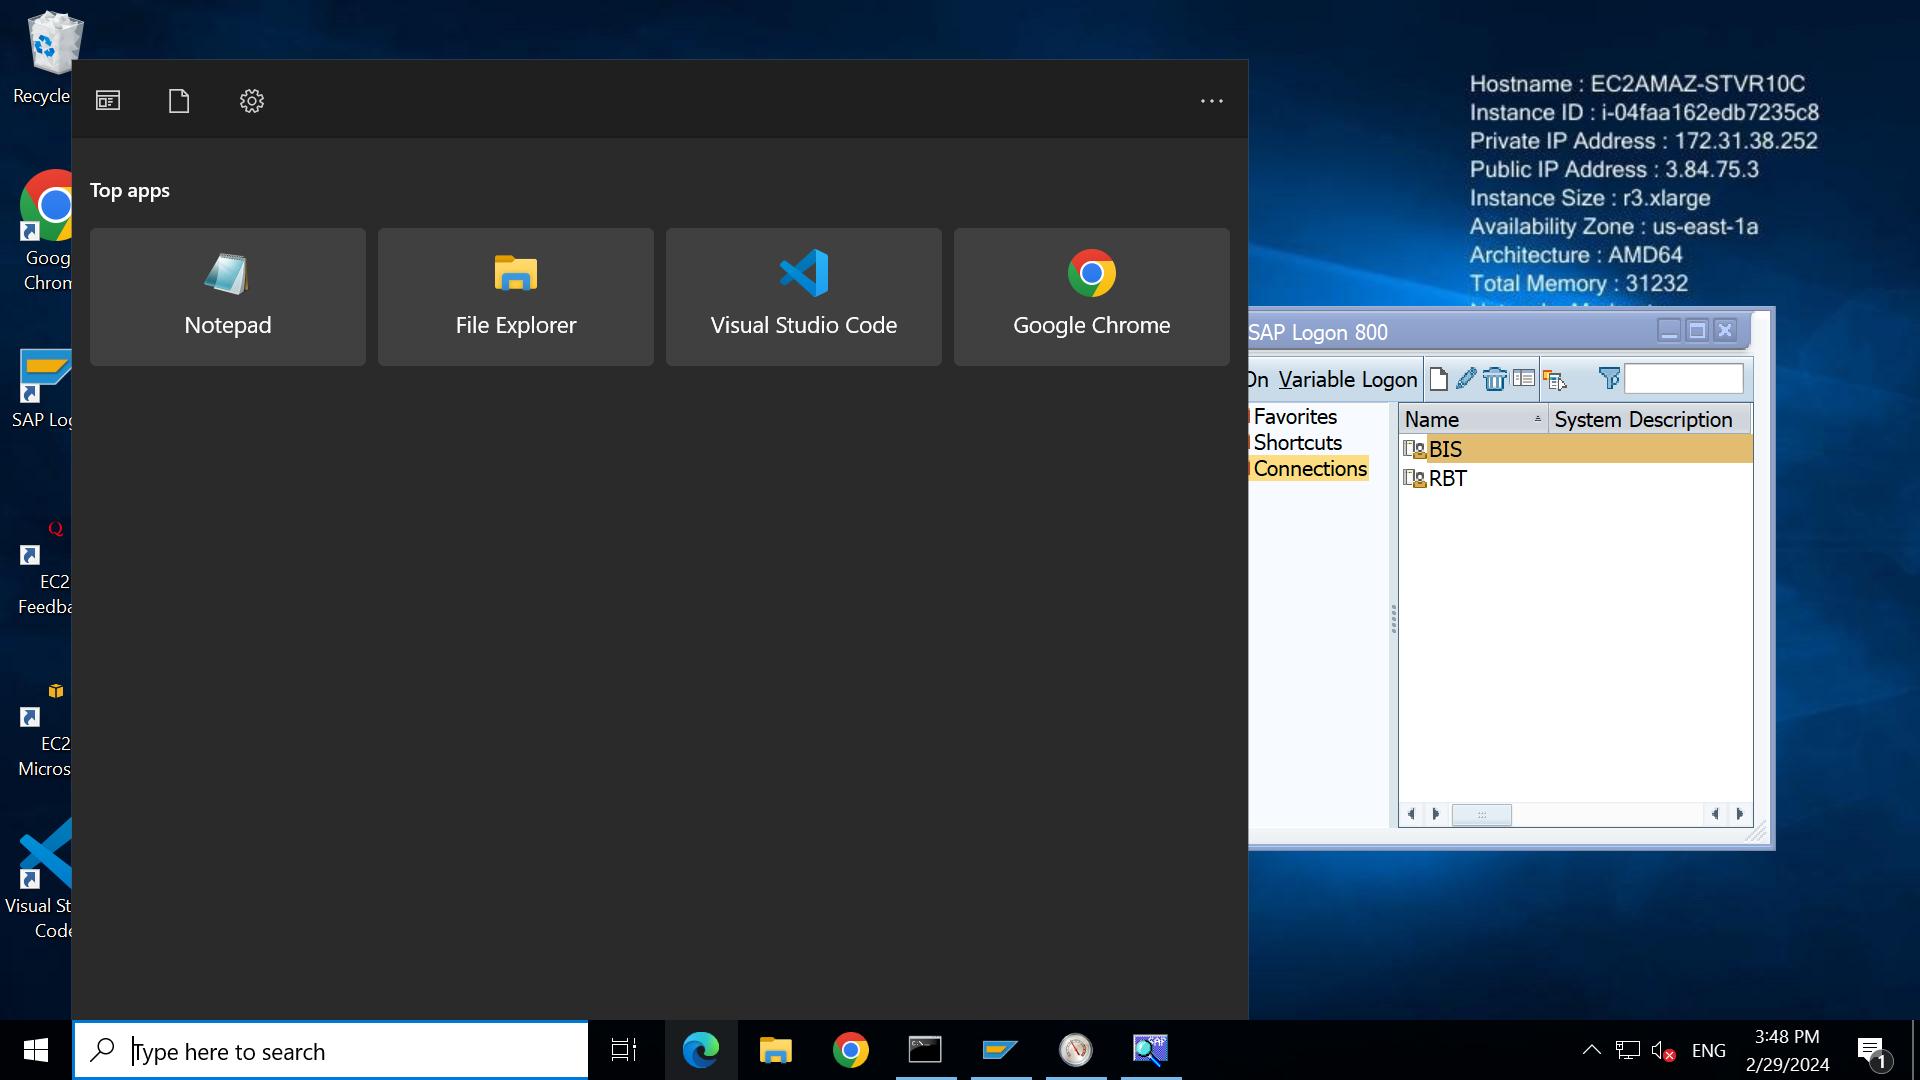 Recycle
Goog
Chrom
SAP Log
EC2
Feedba
EC2
Micros
Visual St
Code
Top apps
Notepad
File Explorer
Visual Studio Code
Google Chrome
Hostname : EC2AMAZ-STVR10C
Instance ID : i-04faa162edb7235c8
Private IP Address : 172.31.38.252
Public IP Address : 3.84.75.3
Instance Size : r3.xlarge
Availability Zone : us-east-1a
Architecture : AMD64
Total Memory : 31232
SAP Logon 800
On Variable Logon
Favorites
Shortcuts
Connections
Name System Description
BIS
RBT
Type here to search
ENG
3:48 PM
2/29/2024
1